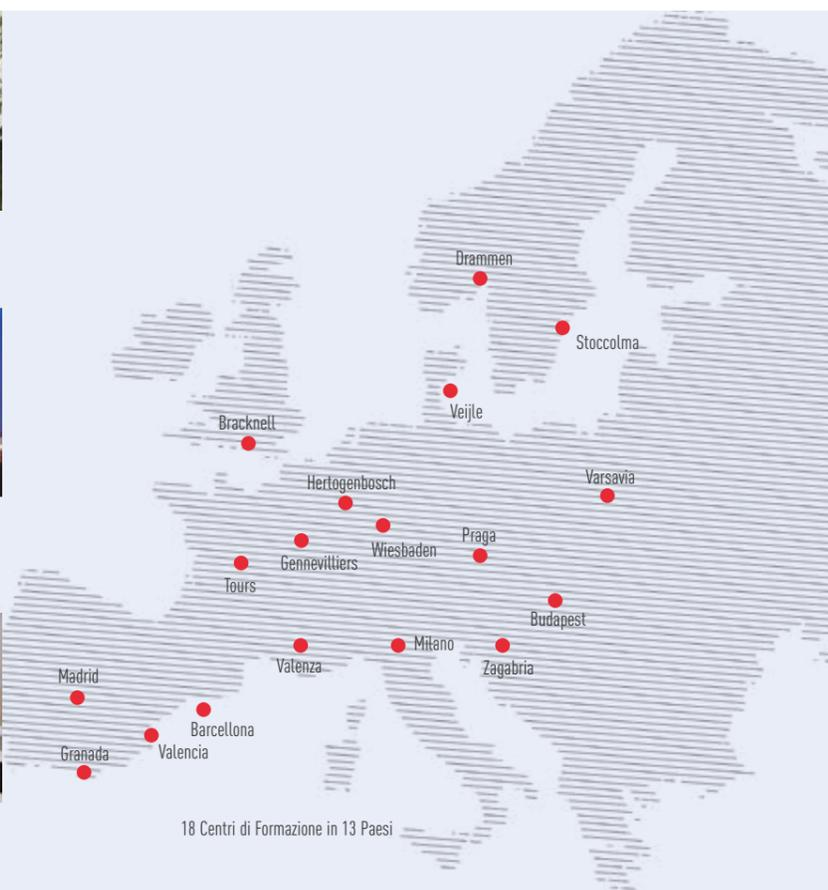 Drammen
Stoccolma
Veijle
Bracknell
Varsavia
Hertogenbosch
Praga
Wiesbaden
Gennevilliers
Tours
Budapest
Milano
Valenza
Zagabria
Madrid
Barcellona
Valencia
Granada
18 Centri di Formazione in 13 Paesi